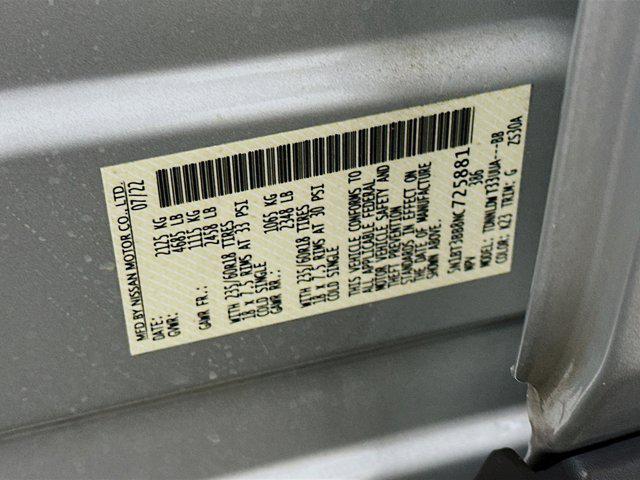 MFD BY NISSAN MOTOR CO., LTD.
DATE: 07/22
GVWR: 2125 KG
4685 LB
GAWR FR.: 1115 KG
2458 LB
WITH 235/60R18 TIRES
18 X 7.5 RIMS AT 33 PSI
COLD SINGLE
GAWR RR.: 1065 KG
2348 LB
WITH 235/60R18 TIRES
18 X 7.5 RIMS AT 30 PSI
COLD SINGLE
THIS VEHICLE CONFORMS TO
ALL APPLICABLE FEDERAL
MOTOR VEHICLE SAFETY AND
THEFT PREVENTION
STANDARDS IN EFFECT ON
THE DATE OF MANUFACTURE
SHOWN ABOVE.
725881
MPV 386
MODEL:
COLOR: K23 TRIM: G
ZS30A